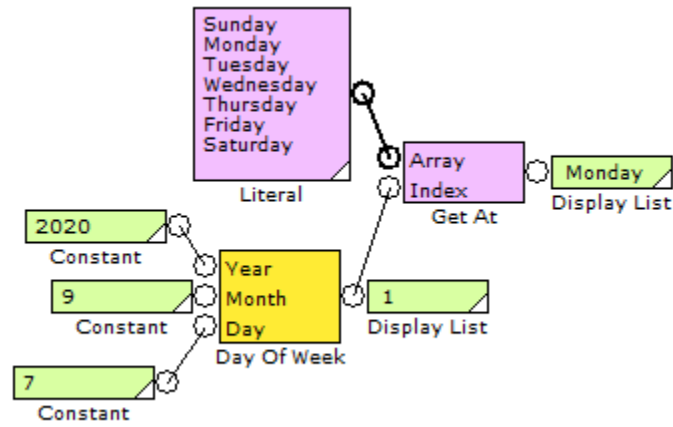 Sunday
Monday
Tuesday
Wednesday
Thursday
Friday
Saturday
Literal
Array
Index
Get At
Monday
Display List
2020
Constant
9
Constant
7
Constant
Year
Month
Day
Day Of Week
1
Display List